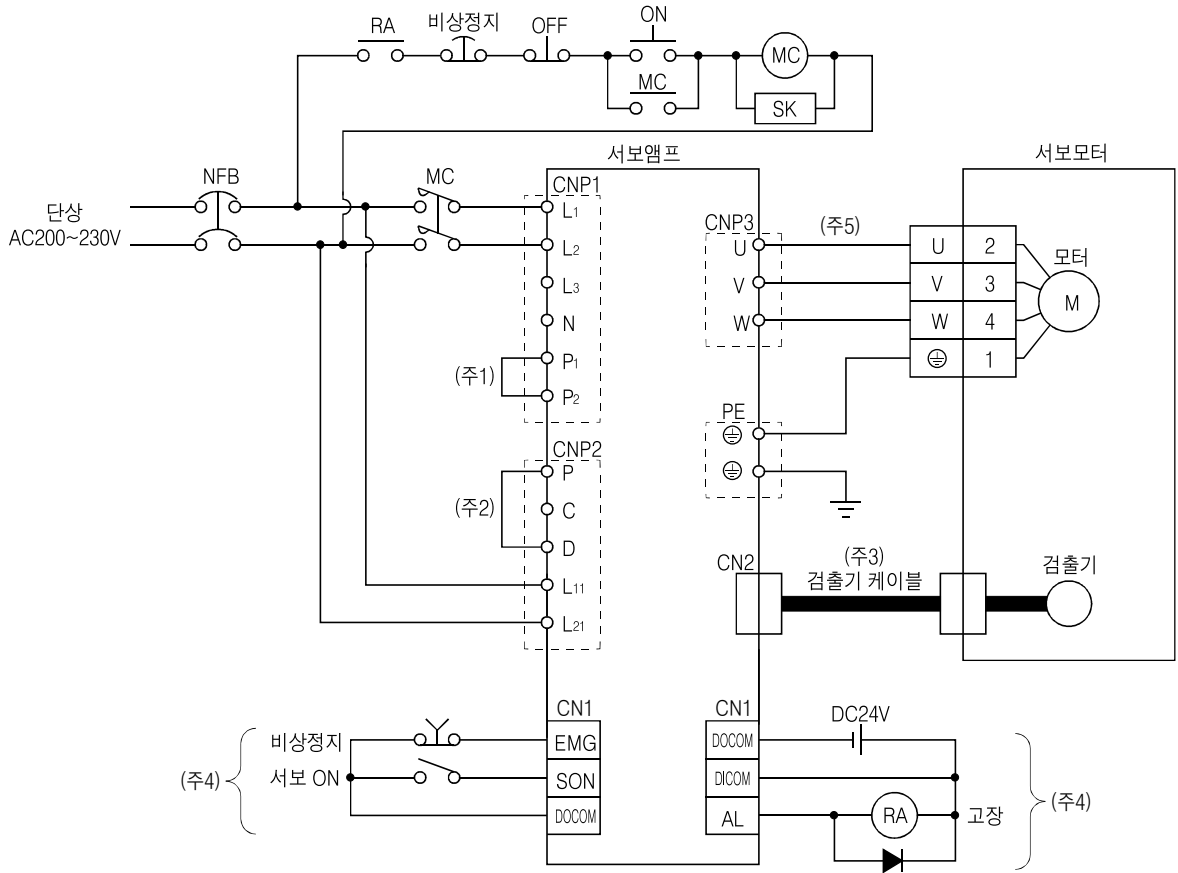 RA
비상정지
OFF
ON
MC
MC
SK
단상
AC200~230V
NFB
MC
서보앰프
서보모터
CNP1
L1
L2
L3
N
P1
P2
(주1)
CNP2
P
C
D
L11
L21
(주2)
CNP3
U
V
W
(주5)
U 2
V 3
W 4
1
모터
M
PE
CN2
(주3)
검출기 케이블
검출기
CN1
EMG
SON
DOCOM
비상정지
서보 ON
(주4)
CN1
DOCOM
DICOM
AL
DC24V
RA
고장
(주4)